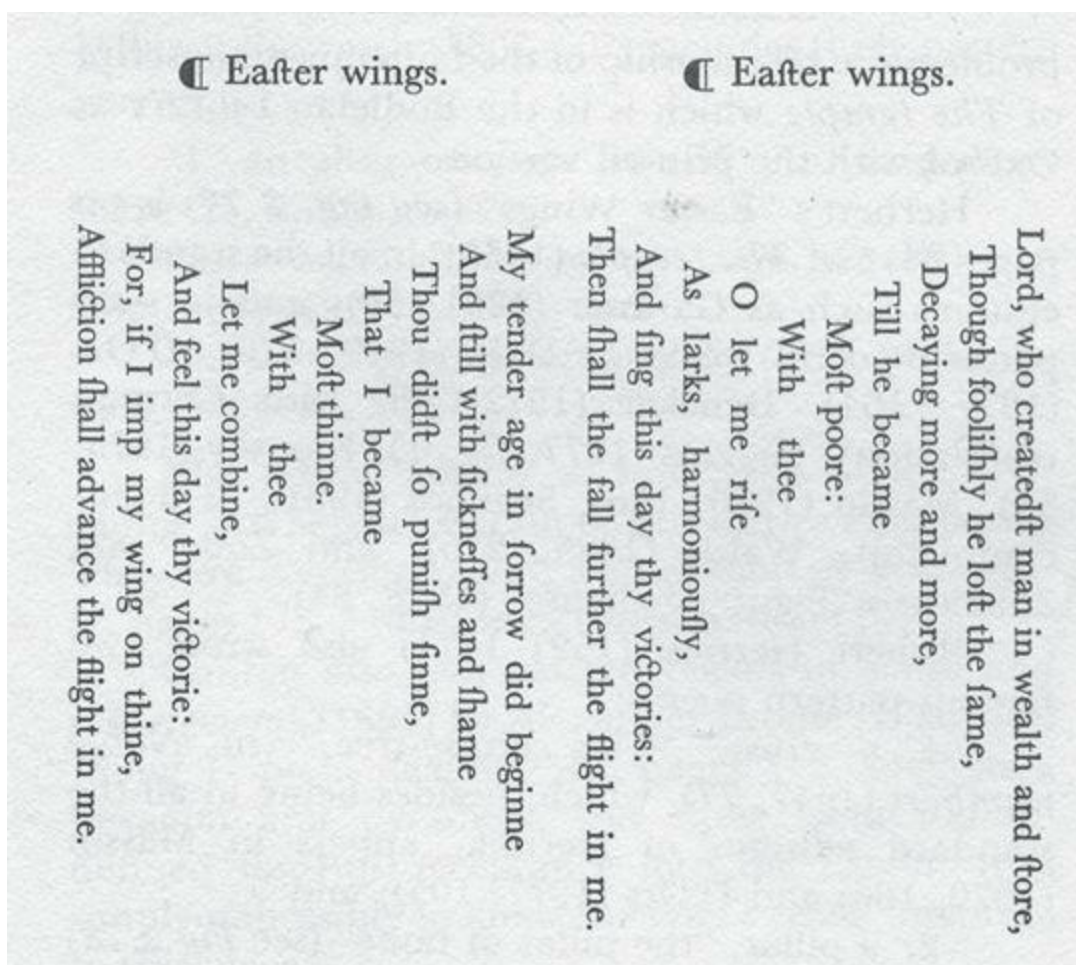 ¶ Eaſter wings.
¶ Eaſter wings.
Lord, who createdſt man in wealth and ſtore,
Though fooliſhly he loſt the ſame,
Decaying more and more,
Till he became
Moſt poore:
With thee
O let me riſe
As larks, harmoniouſly,
And ſing this day thy victories:
Then ſhall the fall further the flight in me.
My tender age in ſorrow did beginne
And ſtill with ſickneſſes and ſhame
Thou didſt ſo puniſh ſinne,
That I became
Moſt thinne.
With thee
Let me combine,
And feel this day thy victorie:
For, if I imp my wing on thine,
Affliction ſhall advance the flight in me.